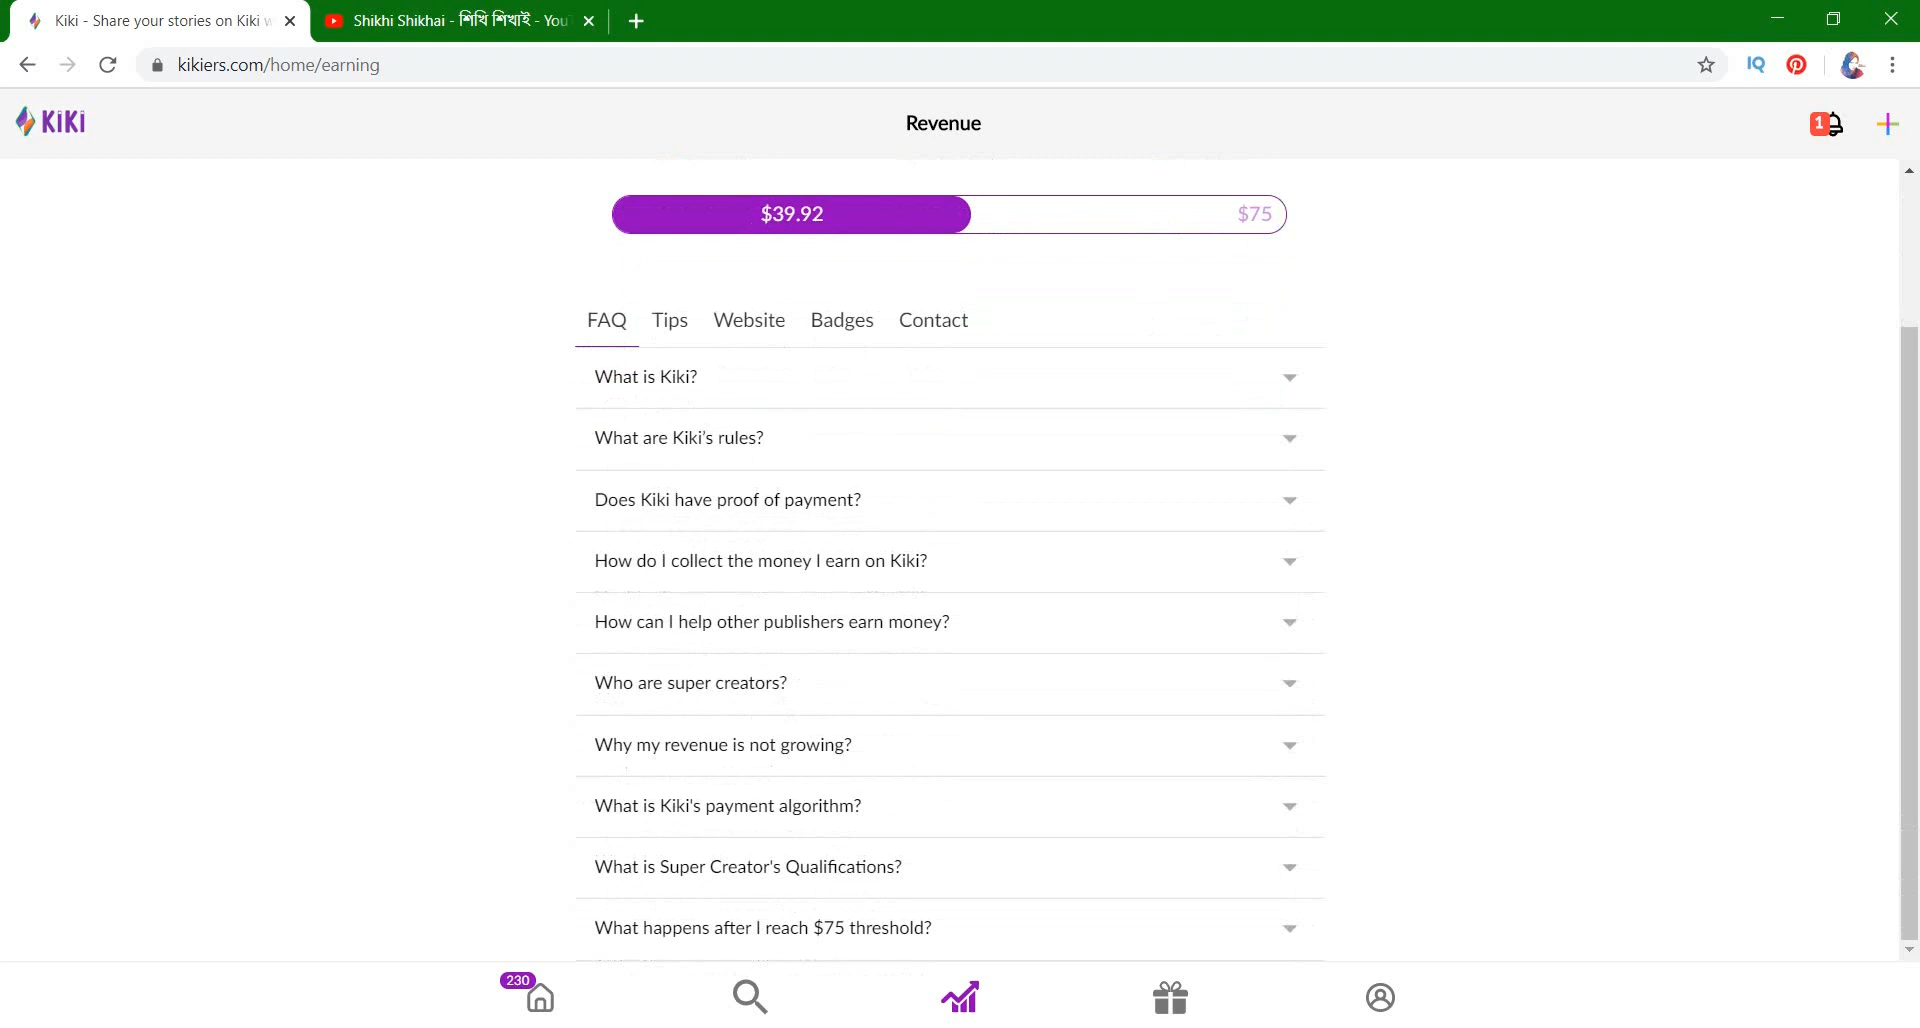 Kiki - Share your stories on Kiki w
Shikhi Shikhai - শিখি শিখাই - YouT
kikiers.com/home/earning
IQ
KiKi
Revenue
1
$39.92
$75
FAQ Tips Website Badges Contact
What is Kiki?
What are Kiki’s rules?
Does Kiki have proof of payment?
How do I collect the money I earn on Kiki?
How can I help other publishers earn money?
Who are super creators?
Why my revenue is not growing?
What is Kiki's payment algorithm?
What is Super Creator's Qualifications?
What happens after I reach $75 threshold?
230